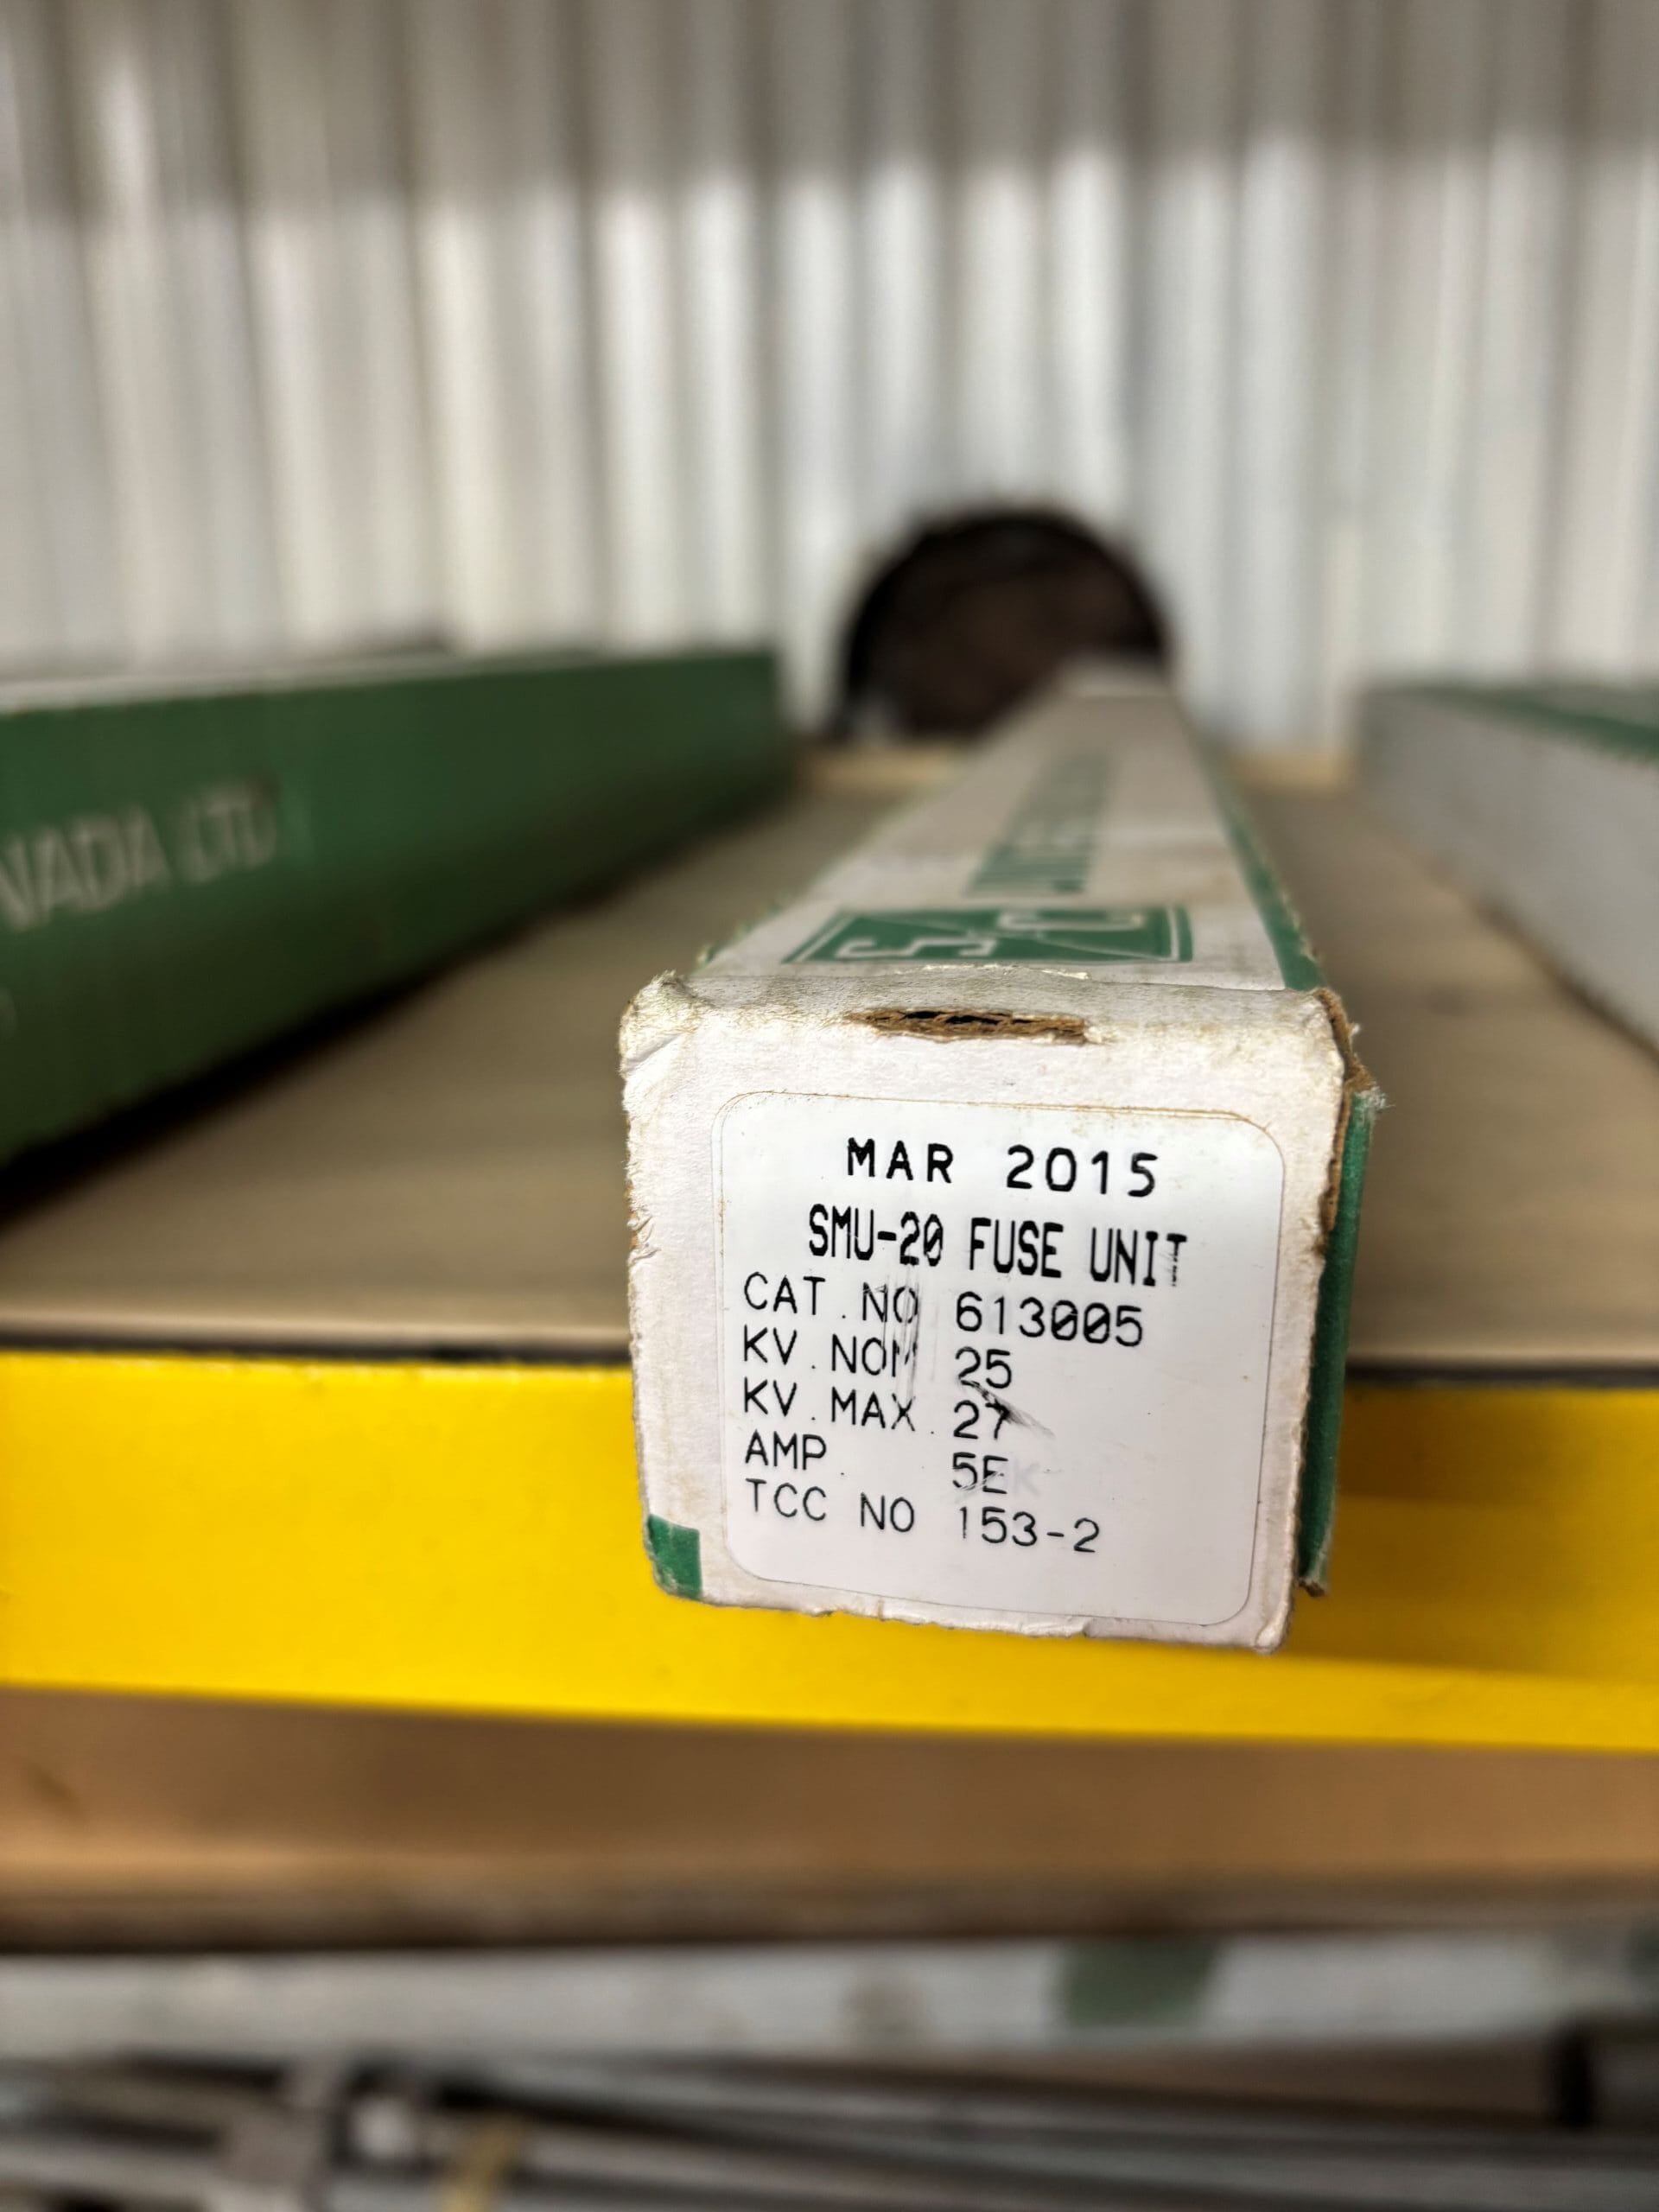 NADA LTD
S&C
MAR 2015
SMU-20 FUSE UNIT
CAT.NO 613005
KV.NOM 25
KV.MAX. 27
AMP. 5E
TCC NO 153-2